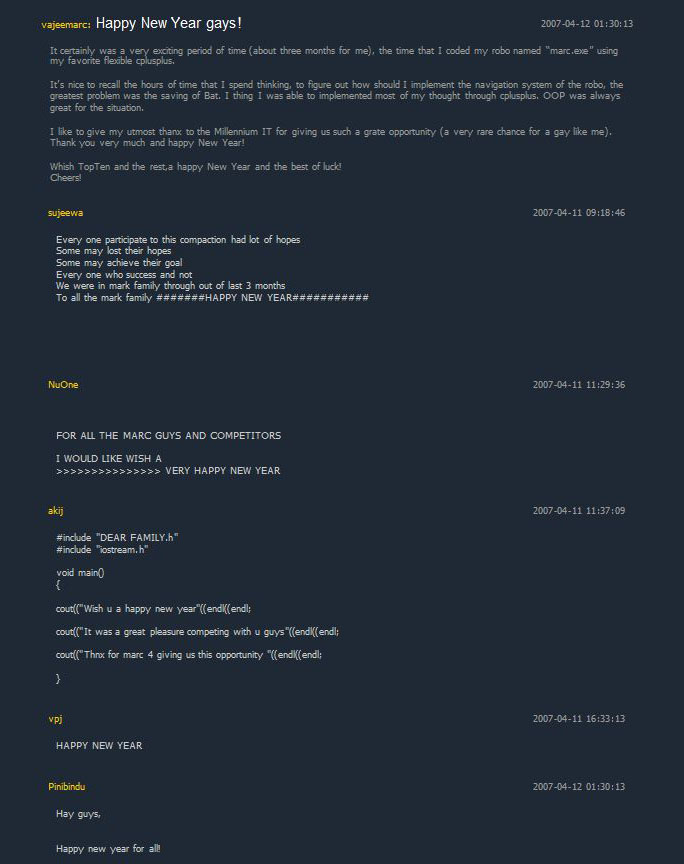 vajeemarc: Happy New Year gays!
2007-04-12 01:30:13
It certainly was a very exciting period of time (about three months for me), the time that I coded my robo named “marc.exe” using
my favorite flexible cplusplus.
It's nice to recall the hours of time that I spend thinking, to figure out how should I implement the navigation system of the robo, the
greatest problem was the saving of Bat. I thing I was able to implemented most of my thought through cplusplus. OOP was always
great for the situation.
I like to give my utmost thanx to the Millennium IT for giving us such a grate opportunity (a very rare chance for a gay like me).
Thank you very much and happy New Year!
Whish TopTen and the rest,a happy New Year and the best of luck!
Cheers!
sujeewa
2007-04-11 09:18:46
Every one participate to this compaction had lot of hopes
Some may lost their hopes
Some may achieve their goal
Every one who success and not
We were in mark family through out of last 3 months
To all the mark family #######HAPPY NEW YEAR###########
NuOne
2007-04-11 11:29:36
FOR ALL THE MARC GUYS AND COMPETITORS
I WOULD LIKE WISH A
>>>>>>>>>>>>>>> VERY HAPPY NEW YEAR
akij
2007-04-11 11:37:09
#include "DEAR FAMILY.h"
#include "iostream.h"
void main()
{
cout(("Wish u a happy new year"((endl((endl;
cout(("It was a great pleasure competing with u guys"((endl((endl;
cout(("Thnx for marc 4 giving us this opportunity "((endl((endl;
}
vpj
2007-04-11 16:33:13
HAPPY NEW YEAR
Pinibindu
2007-04-12 01:30:13
Hay guys,
Happy new year for all!